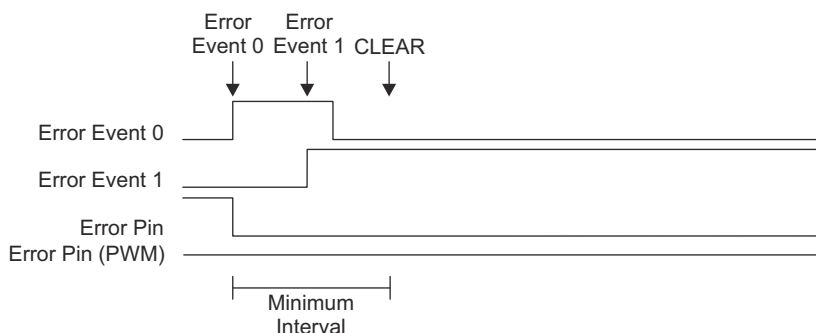 Error
Event 0
Error
Event 1
CLEAR
Error Event 0
Error Event 1
Error Pin
Error Pin (PWM)
Minimum
Interval